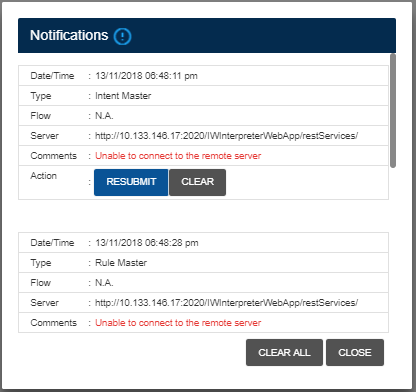 Notifications
Date/Time : 13/11/2018 06:48:11 pm
Type : Intent Master
Flow : N.A.
Server : http://10.133.146.17:2020/IWInterpreterWebApp/restServices/
Comments : Unable to connect to the remote server
Action : RESUBMIT CLEAR
Date/Time : 13/11/2018 06:48:28 pm
Type : Rule Master
Flow : N.A.
Server : http://10.133.146.17:2020/IWInterpreterWebApp/restServices/
Comments : Unable to connect to the remote server
CLEAR ALL CLOSE